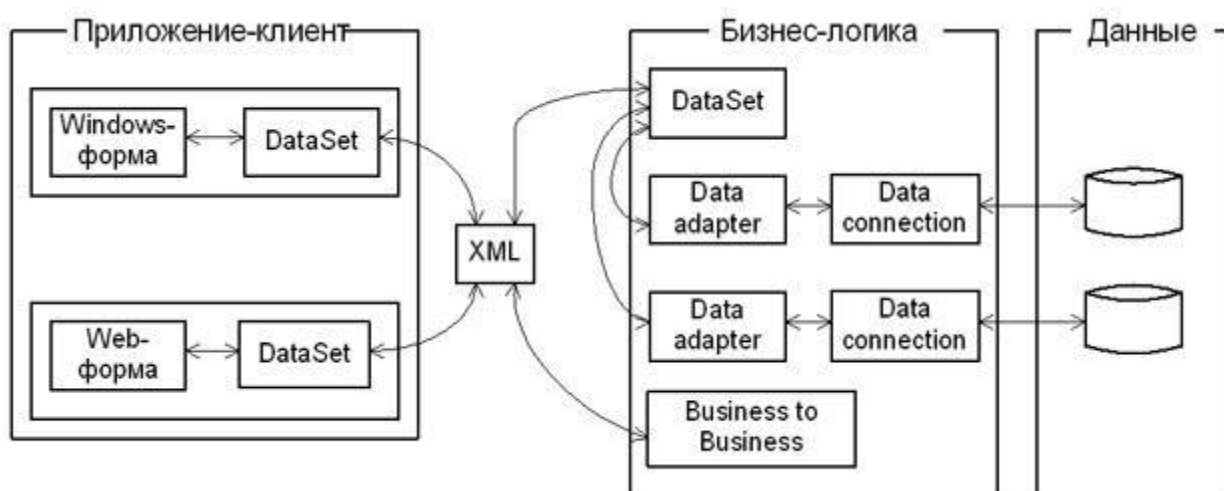 Приложение-клиент
Windows-
форма
DataSet
Web-
форма
DataSet
XML
Бизнес-логика
DataSet
Data
adapter
Data
connection
Data
adapter
Data
connection
Business to
Business
Данные